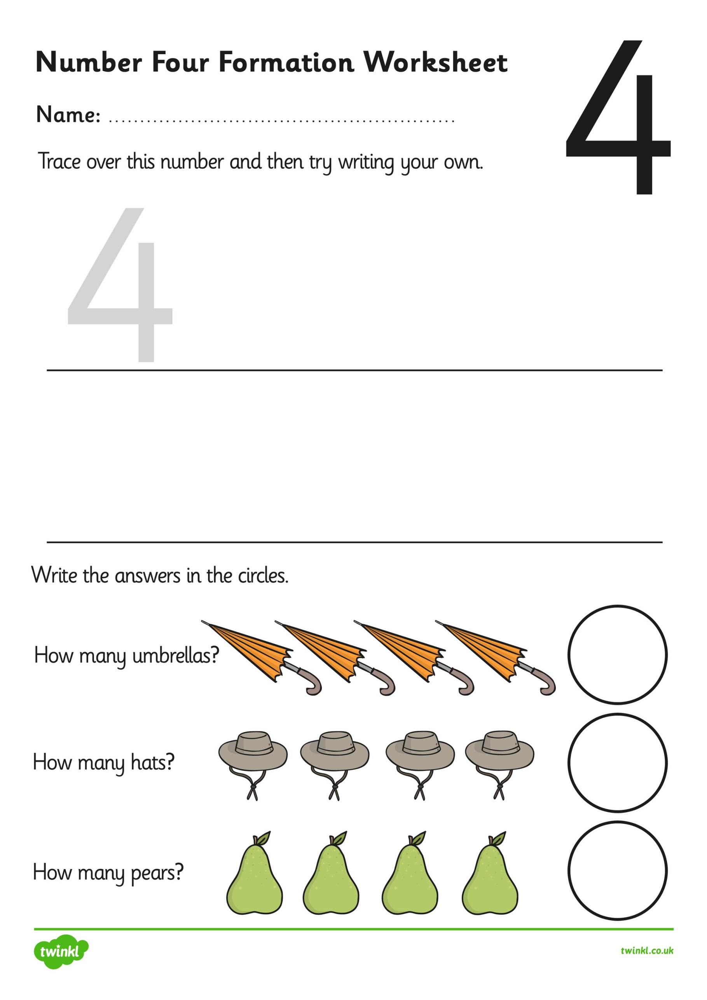 Number Four Formation Worksheet
4
Name: .......................................................
Trace over this number and then try writing your own.
4
Write the answers in the circles.
How many umbrellas?
How many hats?
How many pears?
twinkl
twinkl.co.uk